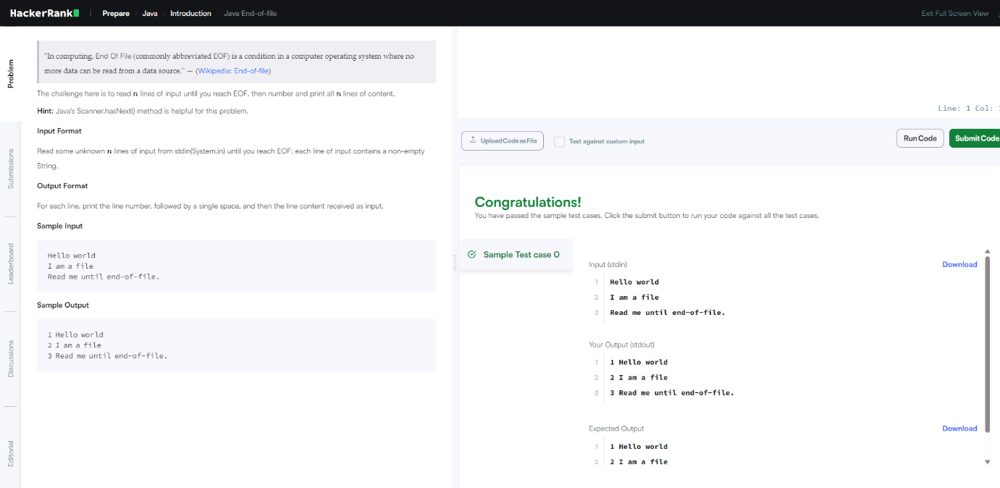 HackerRank
Prepare
Java
Introduction
Java End-of-file
Exit Full Screen View
Problem
Submissions
Leaderboard
Discussions
Editorial
"In computing, End Of File (commonly abbreviated EOF) is a condition in a computer operating system where no
more data can be read from a data source." — (Wikipedia: End-of-file)
The challenge here is to read n lines of input until you reach EOF, then number and print all n lines of content.
Hint: Java's Scanner.hasNext() method is helpful for this problem.
Input Format
Read some unknown n lines of input from stdin(System.in) until you reach EOF; each line of input contains a non-empty
String.
Output Format
For each line, print the line number, followed by a single space, and then the line content received as input.
Sample Input
Hello world
I am a file
Read me until end-of-file.
Sample Output
1 Hello world
2 I am a file
3 Read me until end-of-file.
Line: 1 Col:
Upload Code as File
Test against custom input
Run Code
Submit Code
Congratulations!
You have passed the sample test cases. Click the submit button to run your code against all the test cases.
Sample Test case 0
Input (stdin)
Download
1 Hello world
2 I am a file
3 Read me until end-of-file.
Your Output (stdout)
1 1 Hello world
2 2 I am a file
3 3 Read me until end-of-file.
Expected Output
Download
1 1 Hello world
2 2 I am a file